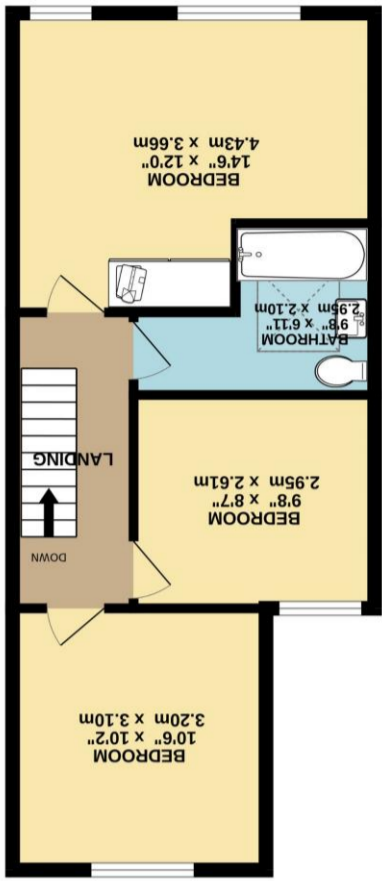 BEDROOM
10'6" x 10'2"
3.20m x 3.10m
DOWN
LANDING
BEDROOM
9'8" x 8'7"
2.95m x 2.61m
BATHROOM
9'8" x 6'11"
2.95m x 2.10m
BEDROOM
14'6" x 12'0"
4.43m x 3.66m